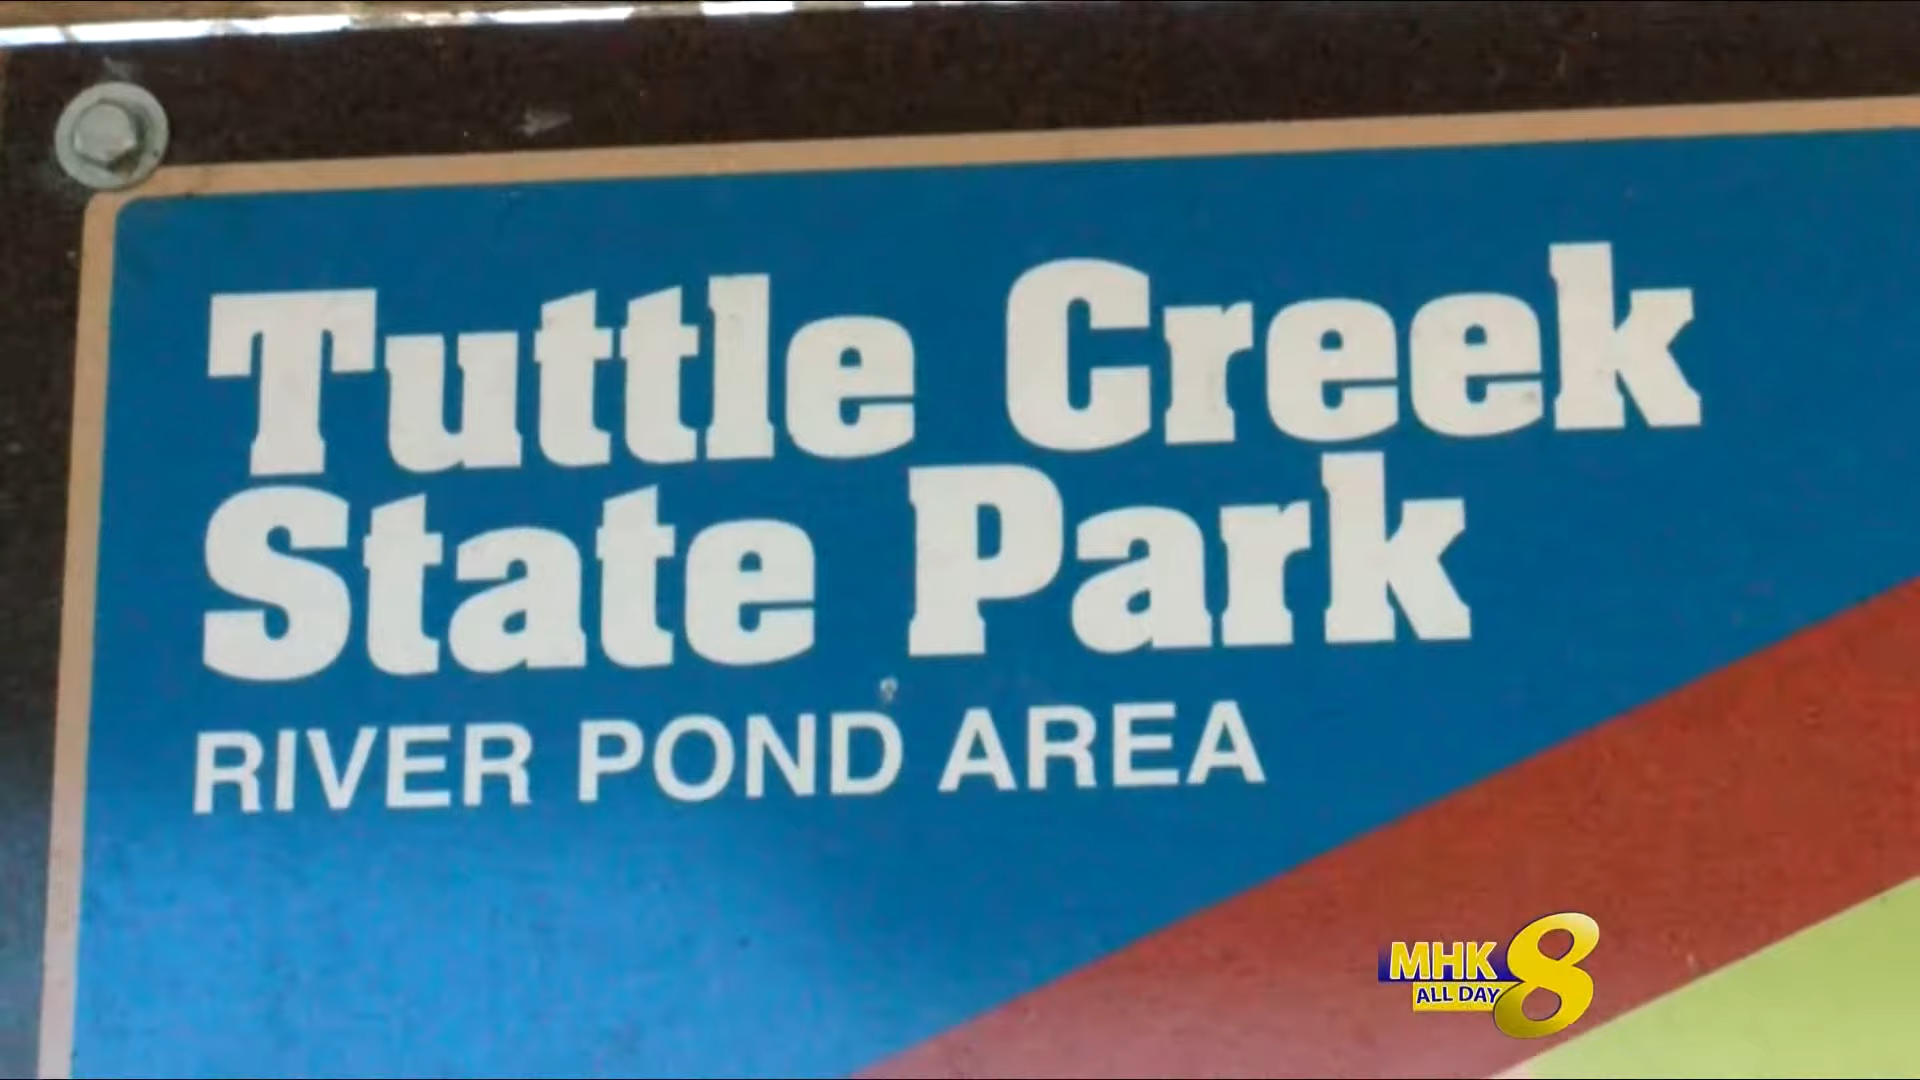 Tuttle Creek
State Park
RIVER POND AREA
MHK 8
ALL DAY